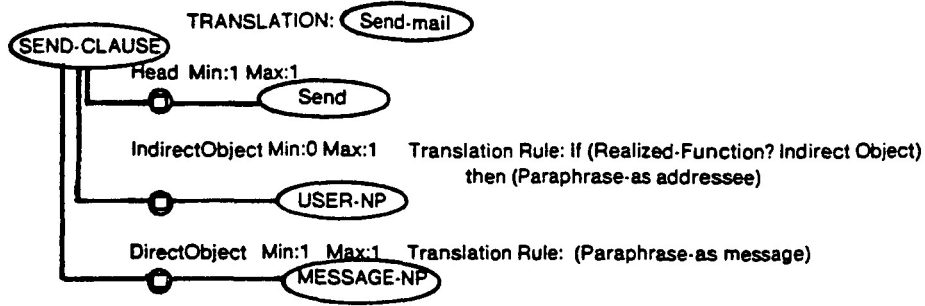 TRANSLATION: Send-mail
SEND-CLAUSE
Head Min:1 Max:1
Send
IndirectObject Min:0 Max:1 Translation Rule: If (Realized-Function? Indirect Object)
then (Paraphrase-as addressee)
USER-NP
DirectObject Min:1 Max:1 Translation Rule: (Paraphrase-as message)
MESSAGE-NP